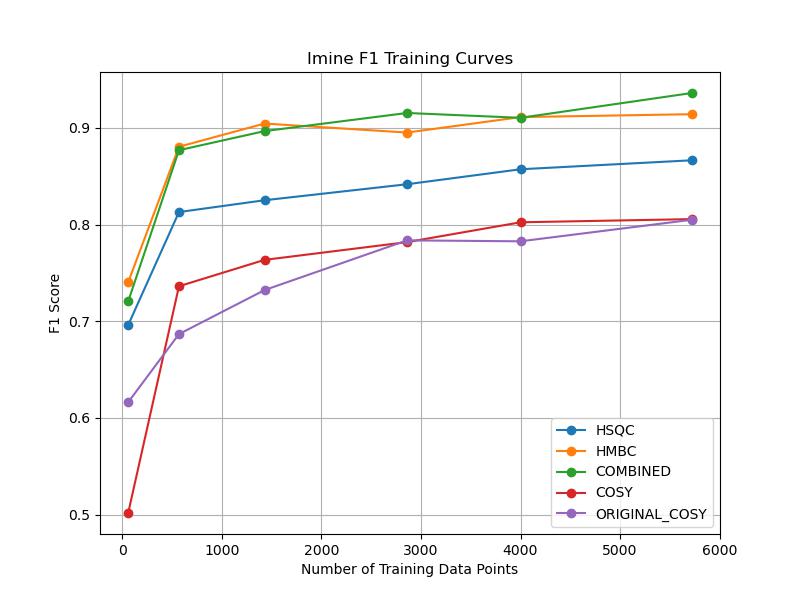 Imine F1 Training Curves
F1 Score
0.9
0.8
0.7
0.6
0.5
0 1000 2000 3000 4000 5000 6000
Number of Training Data Points
HSQC
HMBC
COMBINED
COSY
ORIGINAL_COSY